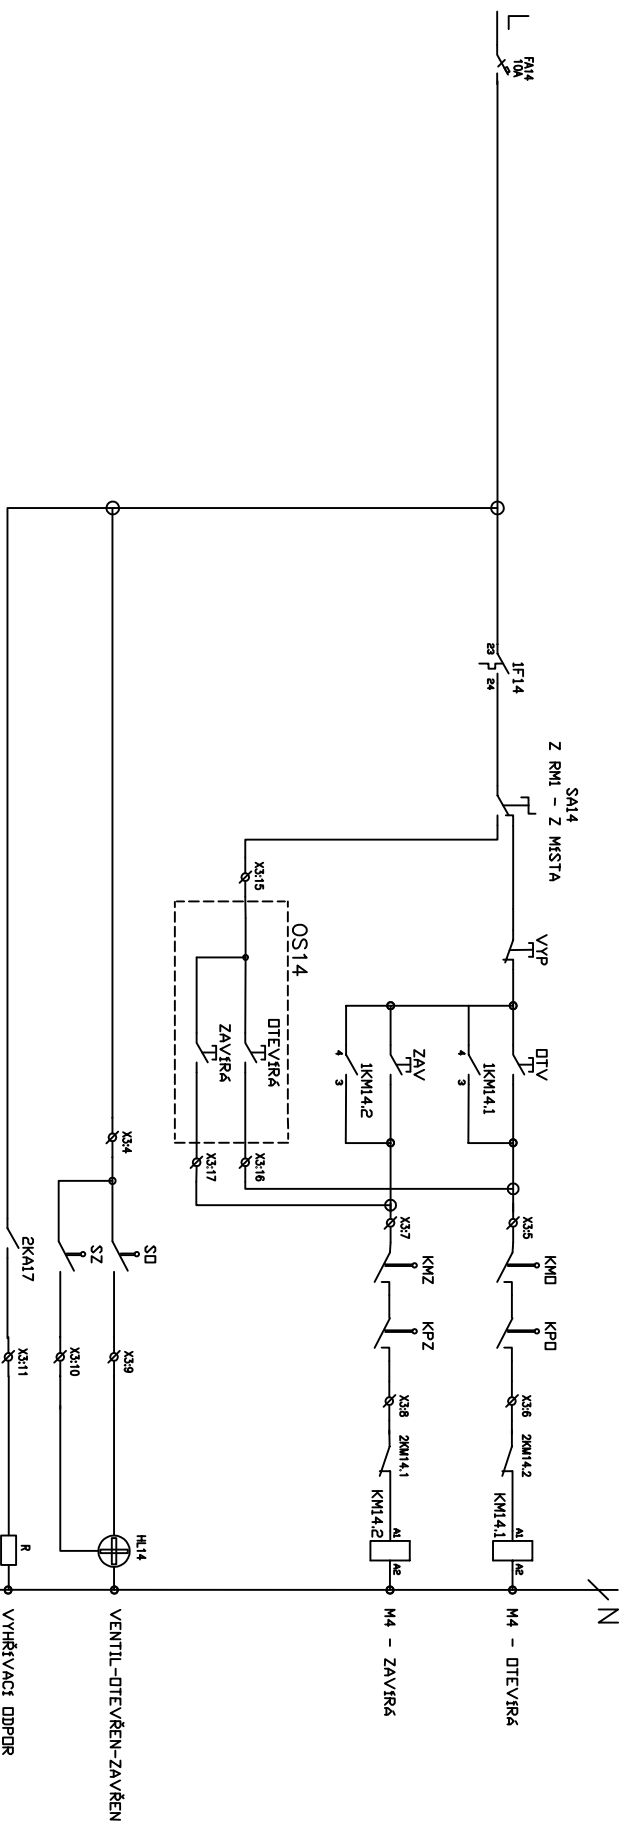 L
FA14
10A
1F14
23
24
SA14
Z RM1 - Z MÍSTA
VYP
OTV
1KM14.1
4
3
ZAV
1KM14.2
4
3
X3:15
OS14
OTEVÍRÁ
ZAVÍRÁ
X3:16
X3:17
X3:5
KMO
KPO
X3:6
2KM14.2
KM14.1
A1
A2
M4 - OTEVÍRÁ
X3:7
KMZ
KPZ
X3:8
2KM14.1
KM14.2
A1
A2
M4 - ZAVÍRÁ
X3:4
SO
SZ
X3:9
X3:10
HL14
VENTIL-OTEVŘEN-ZAVŘEN
2KA17
X3:11
R
VYHŘÍVACÍ ODPOR
N